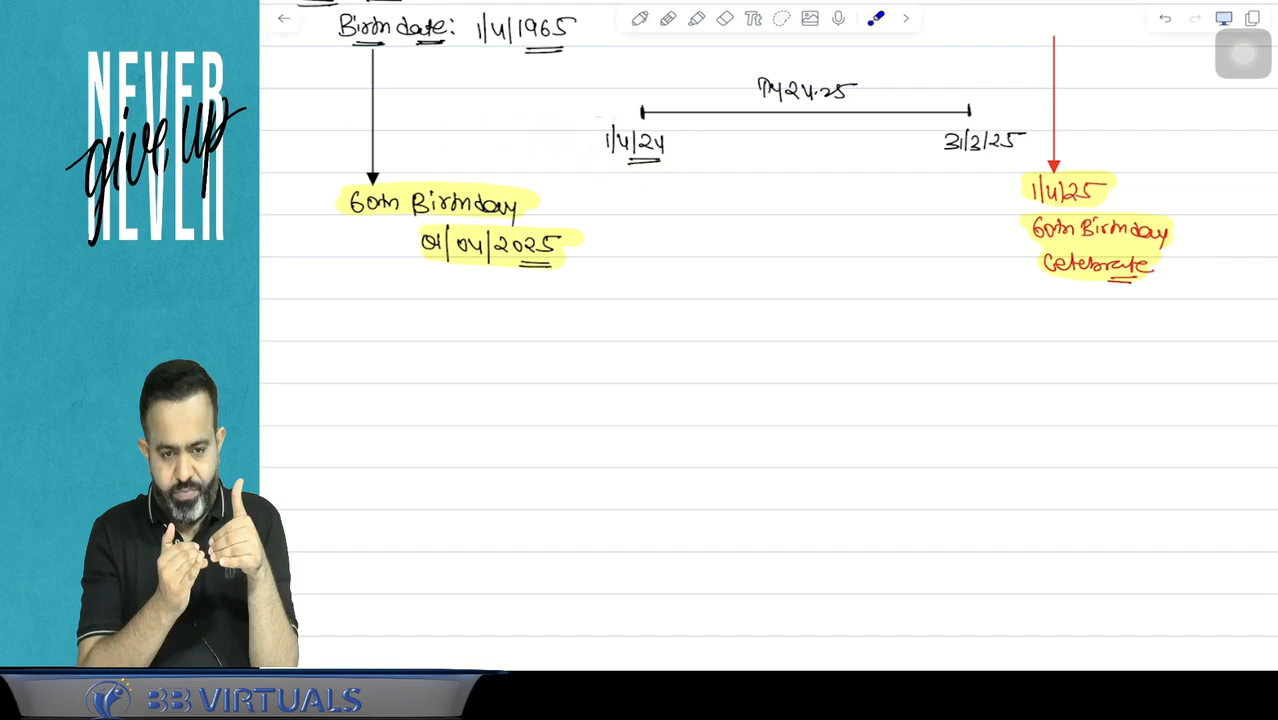 NEVER
give up
NEVER
Birth date: 1/4/1965
PY 24-25
1/4/24
31/3/25
60th Birthday
01/04/2025
1/4/25
60th Birthday
Celebrate
BB VIRTUALS